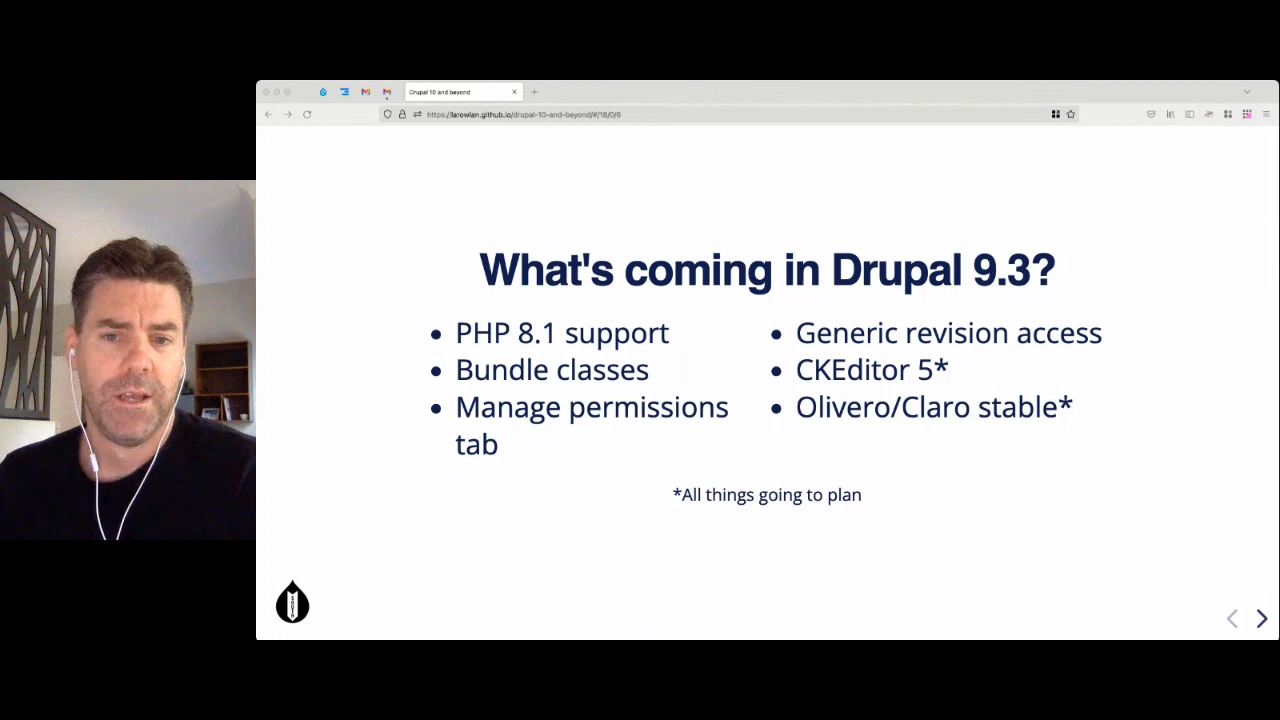 Drupal 10 and beyond
https://larowlan.github.io/drupal-10-and-beyond/#/16/0/6
What's coming in Drupal 9.3?
PHP 8.1 support
Bundle classes
Manage permissions
tab
Generic revision access
CKEditor 5*
Olivero/Claro stable*
*All things going to plan